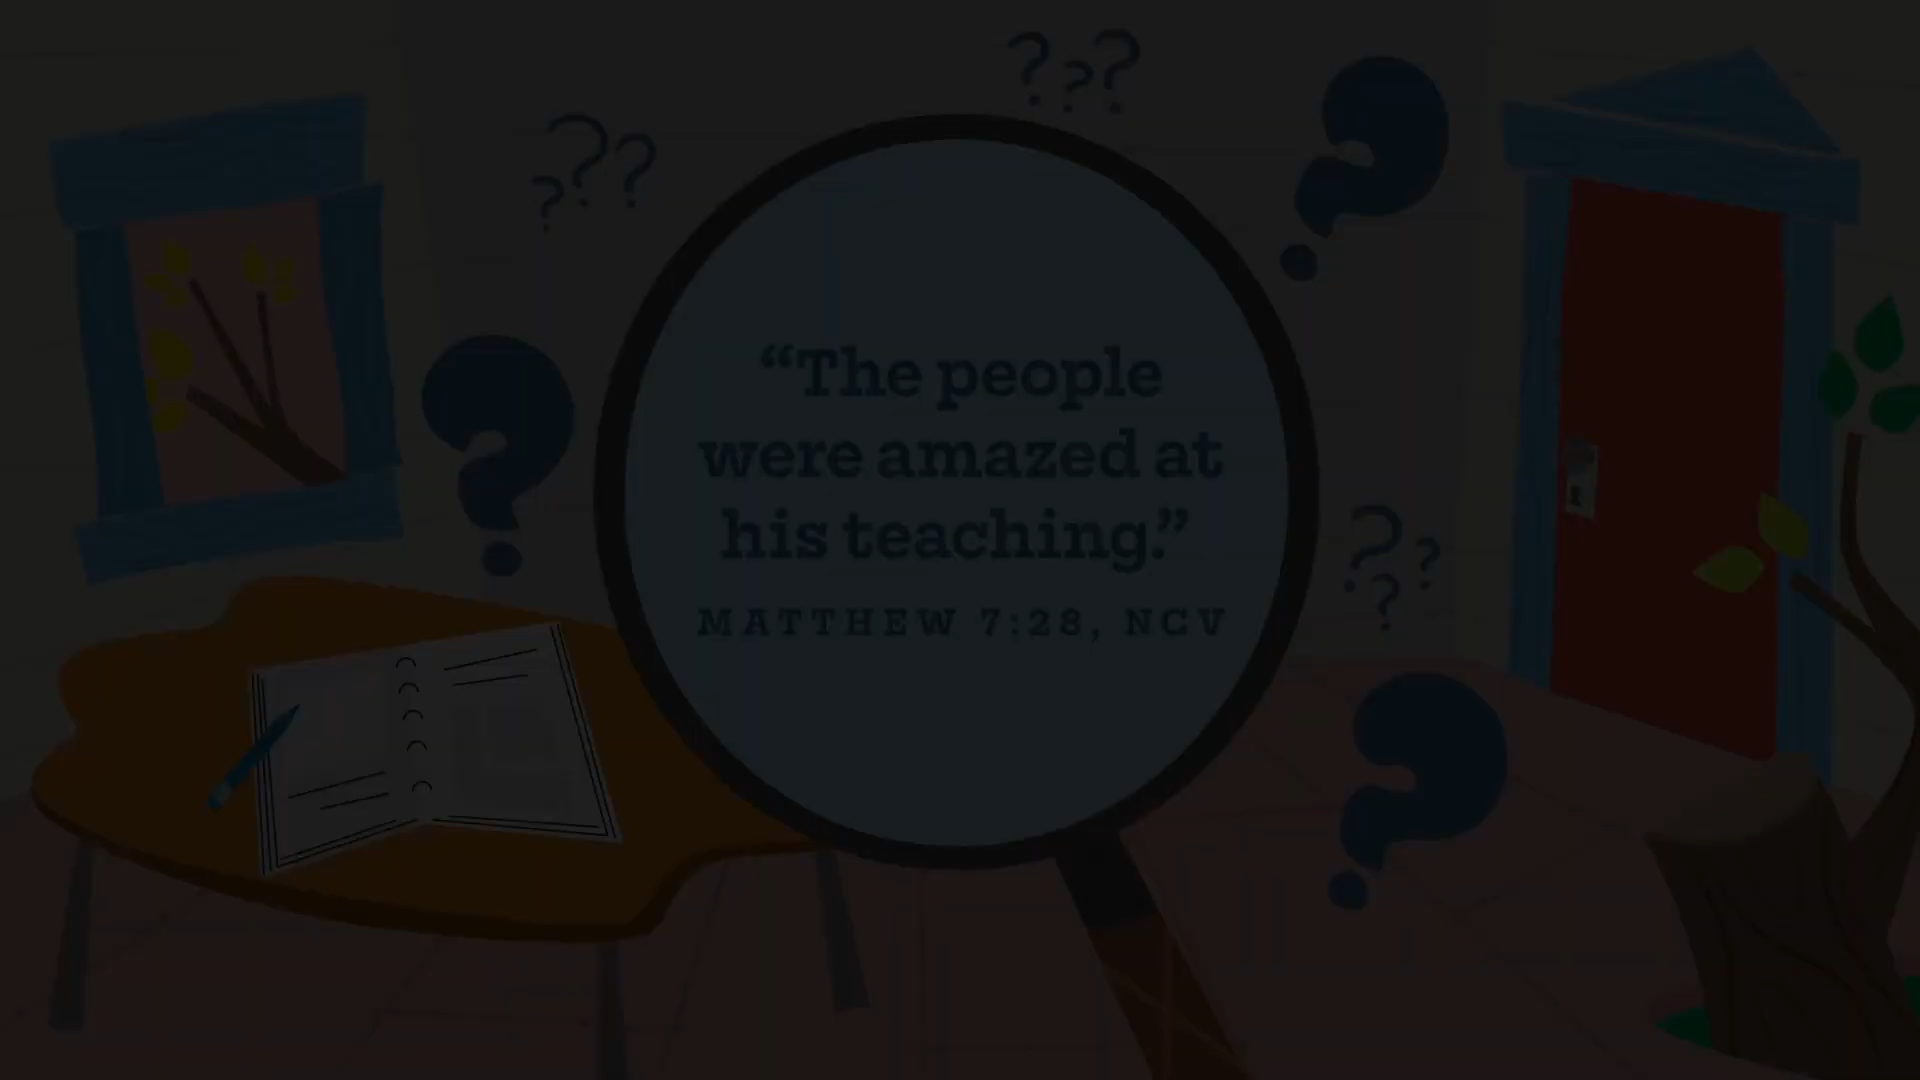 “The people
were amazed at
his teaching.”
MATTHEW 7:28, NCV